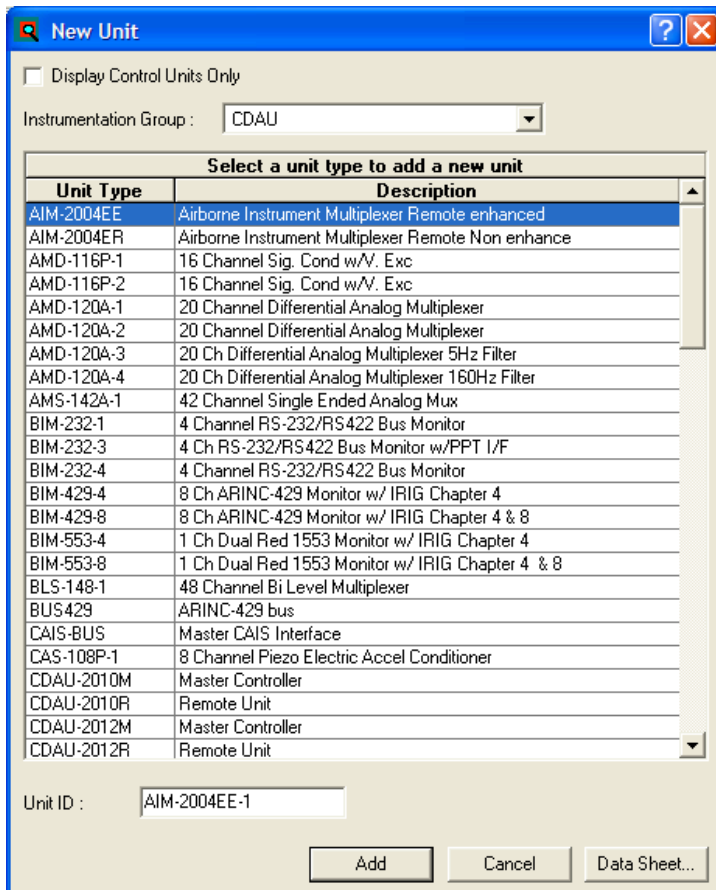 New Unit
Display Control Units Only
Instrumentation Group : CDAU
Select a unit type to add a new unit
Unit Type Description
AIM-2004EE Airborne Instrument Multiplexer Remote enhanced
AIM-2004ER Airborne Instrument Multiplexer Remote Non enhance
AMD-116P-1 16 Channel Sig. Cond w/V. Exc
AMD-116P-2 16 Channel Sig. Cond w/V. Exc
AMD-120A-1 20 Channel Differential Analog Multiplexer
AMD-120A-2 20 Channel Differential Analog Multiplexer
AMD-120A-3 20 Ch Differential Analog Multiplexer 5Hz Filter
AMD-120A-4 20 Ch Differential Analog Multiplexer 160Hz Filter
AMS-142A-1 42 Channel Single Ended Analog Mux
BIM-232-1 4 Channel RS-232/RS422 Bus Monitor
BIM-232-3 4 Ch RS-232/RS422 Bus Monitor w/PPT I/F
BIM-232-4 4 Channel RS-232/RS422 Bus Monitor
BIM-429-4 8 Ch ARINC-429 Monitor w/ IRIG Chapter 4
BIM-429-8 8 Ch ARINC-429 Monitor w/ IRIG Chapter 4 & 8
BIM-553-4 1 Ch Dual Red 1553 Monitor w/ IRIG Chapter 4
BIM-553-8 1 Ch Dual Red 1553 Monitor w/ IRIG Chapter 4 & 8
BLS-148-1 48 Channel Bi Level Multiplexer
BUS429 ARINC-429 bus
CAIS-BUS Master CAIS Interface
CAS-108P-1 8 Channel Piezo Electric Accel Conditioner
CDAU-2010M Master Controller
CDAU-2010R Remote Unit
CDAU-2012M Master Controller
CDAU-2012R Remote Unit
Unit ID : AIM-2004EE-1
Add Cancel Data Sheet...